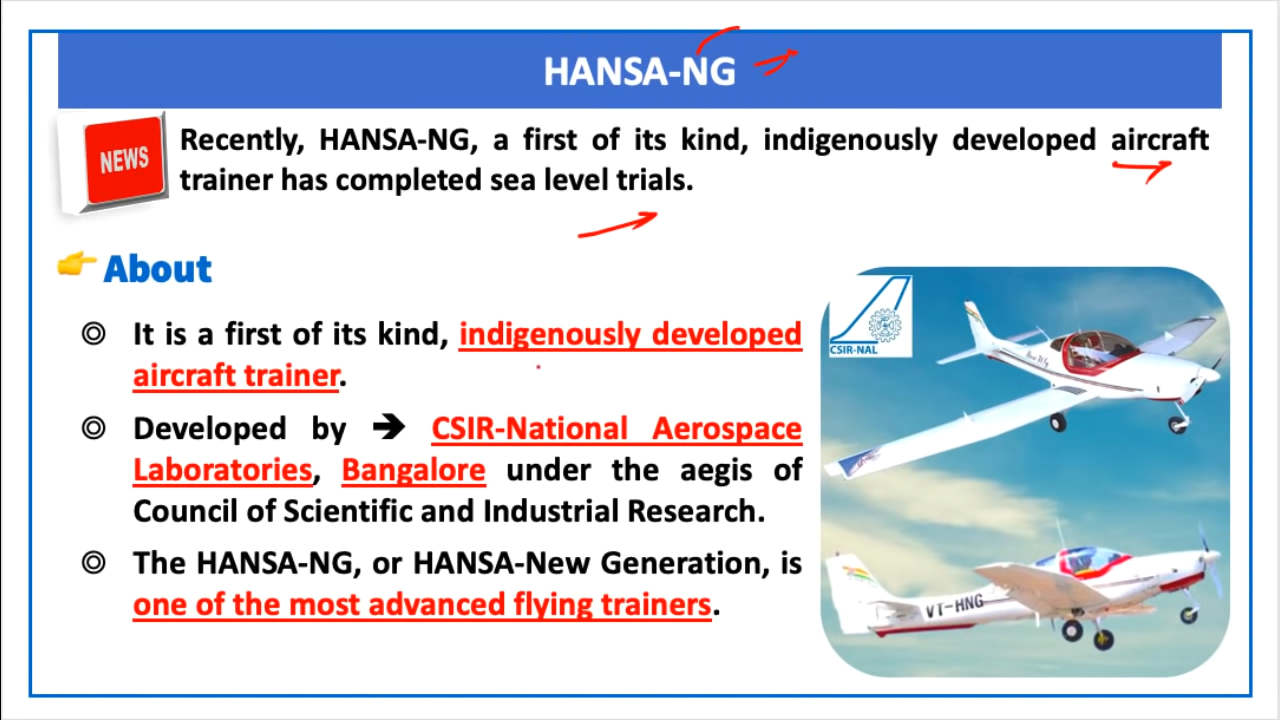 HANSA-NG
NEWS
Recently, HANSA-NG, a first of its kind, indigenously developed aircraft
trainer has completed sea level trials.
About
It is a first of its kind, indigenously developed
aircraft trainer.
Developed by ➔ CSIR-National Aerospace
Laboratories, Bangalore under the aegis of
Council of Scientific and Industrial Research.
The HANSA-NG, or HANSA-New Generation, is
one of the most advanced flying trainers.
CSIR-NAL
VT-HNG